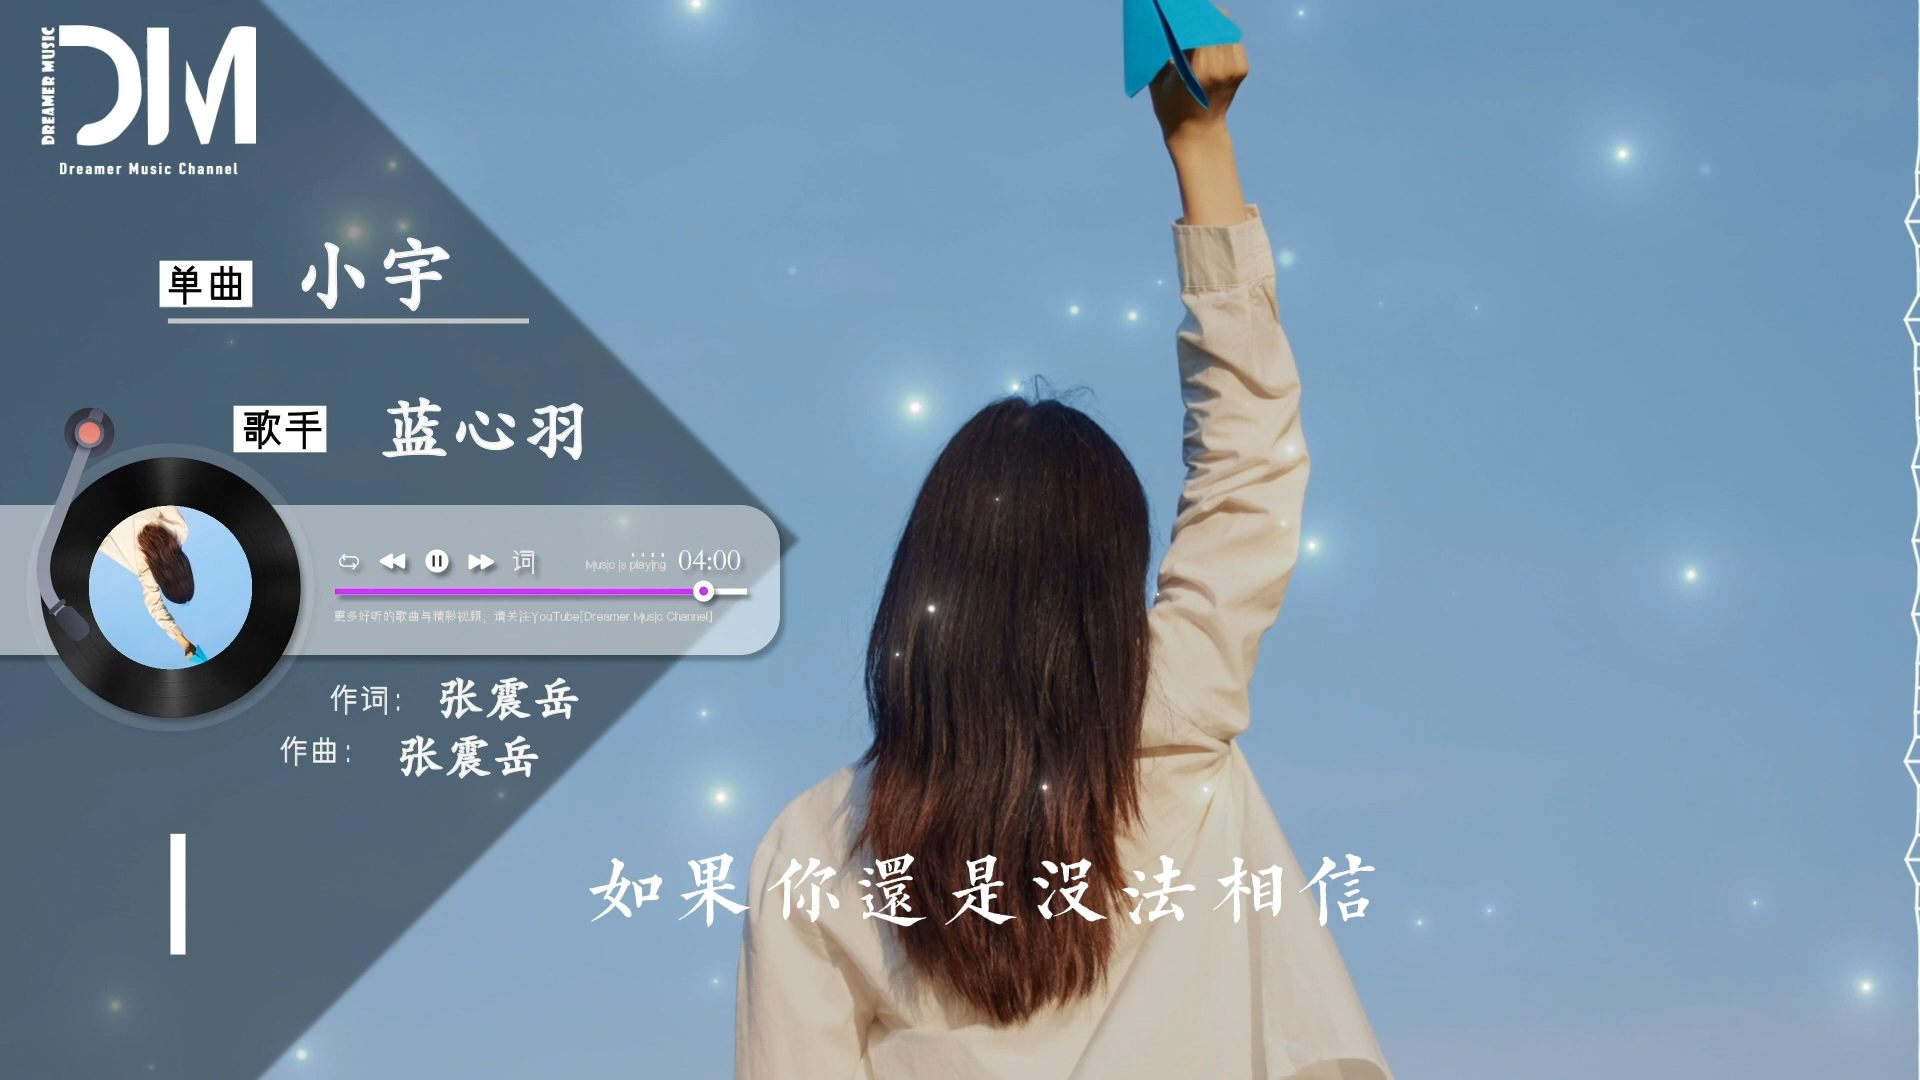 DREAMER MUSIC
DM
Dreamer Music Channel
单曲 小宇
歌手 蓝心羽
词 Music is playing 04:00
更多好听的歌曲与精彩视频，请关注YouTube[Dreamer Music Channel]
作词： 张震岳
作曲： 张震岳
如果你還是没法相信